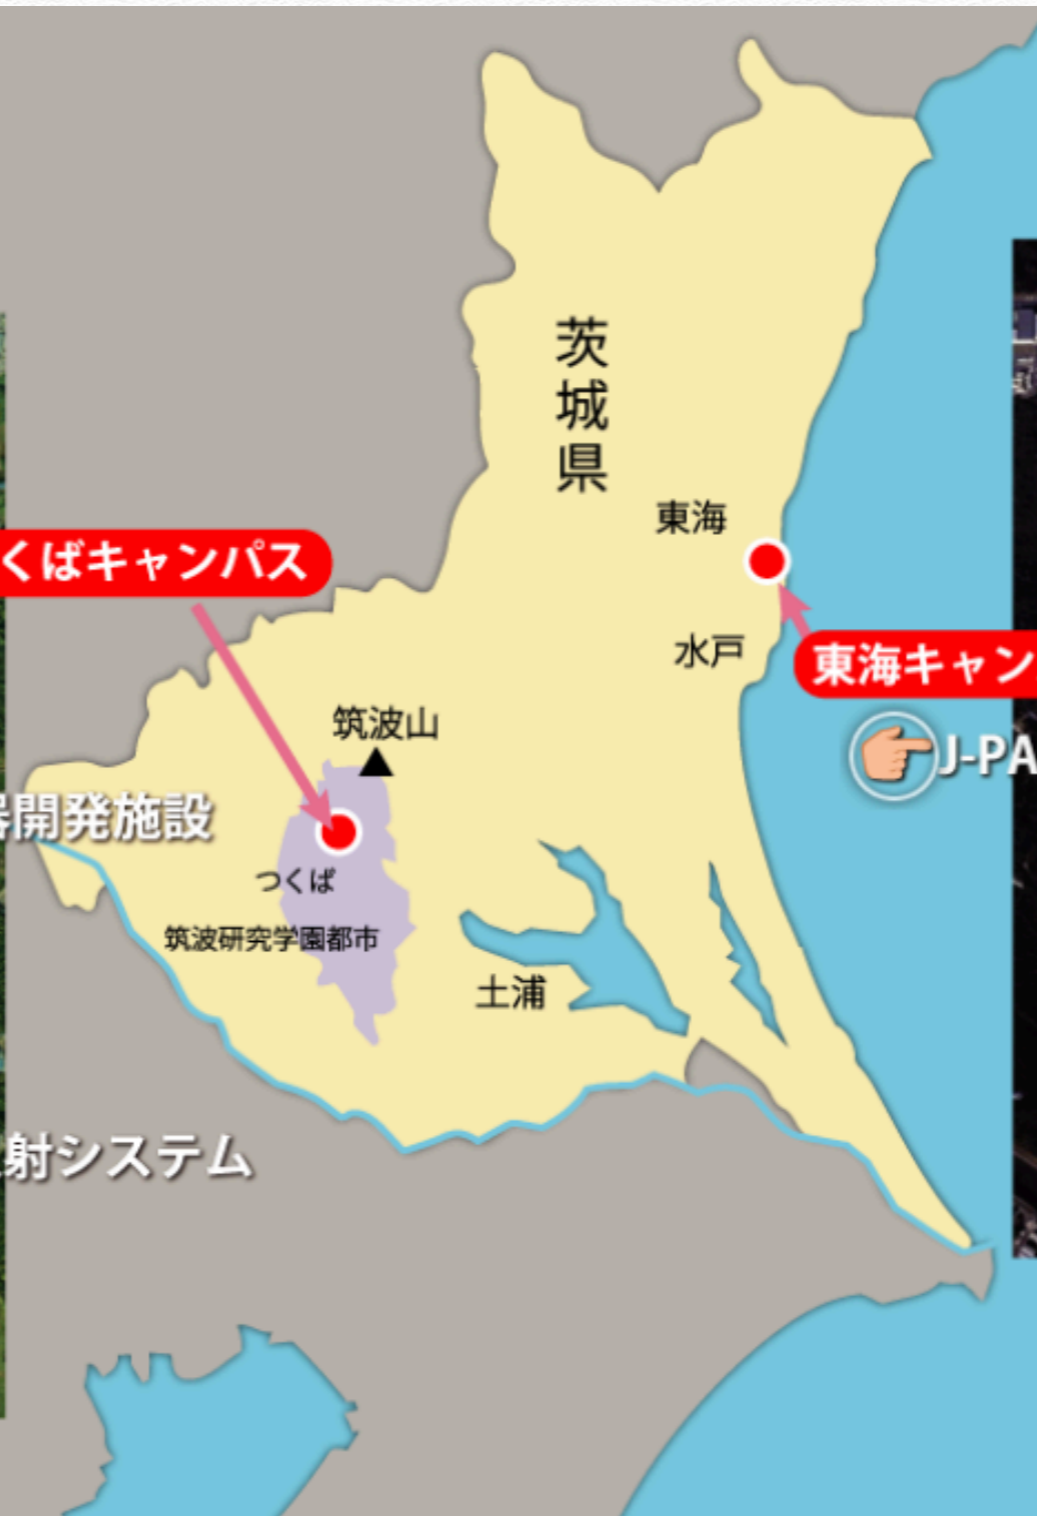 茨城県
東海
くばキャンパス
水戸
東海キャン
筑波山
J-PA
開発施設
つくば
筑波研究学園都市
土浦
射システム